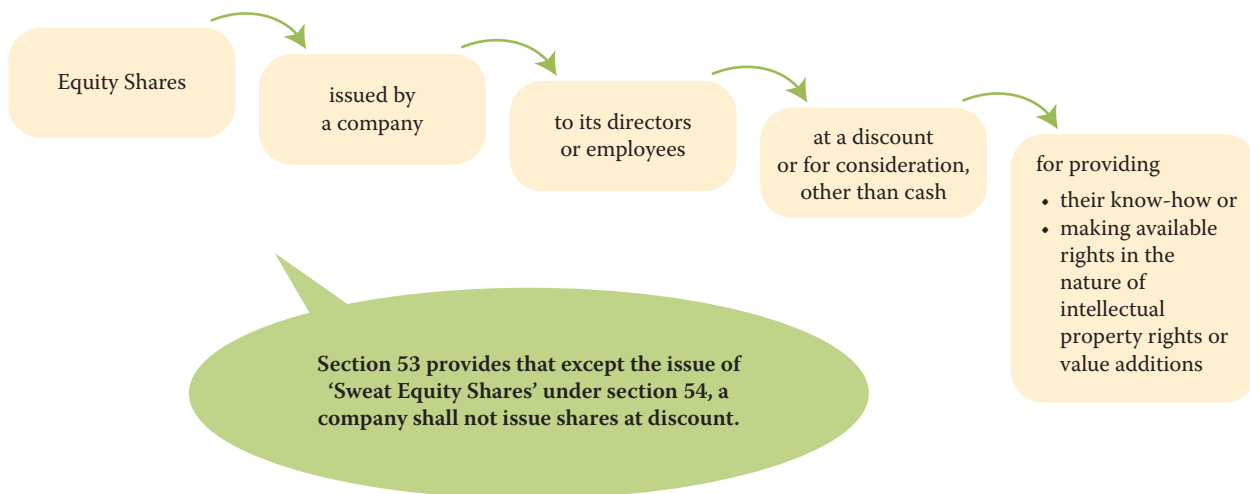 Equity Shares
issued by
a company
to its directors
or employees
at a discount
or for consideration,
other than cash
for providing
• their know-how or
• making available
rights in the
nature of
intellectual
property rights or
value additions
Section 53 provides that except the issue of
‘Sweat Equity Shares’ under section 54, a
company shall not issue shares at discount.